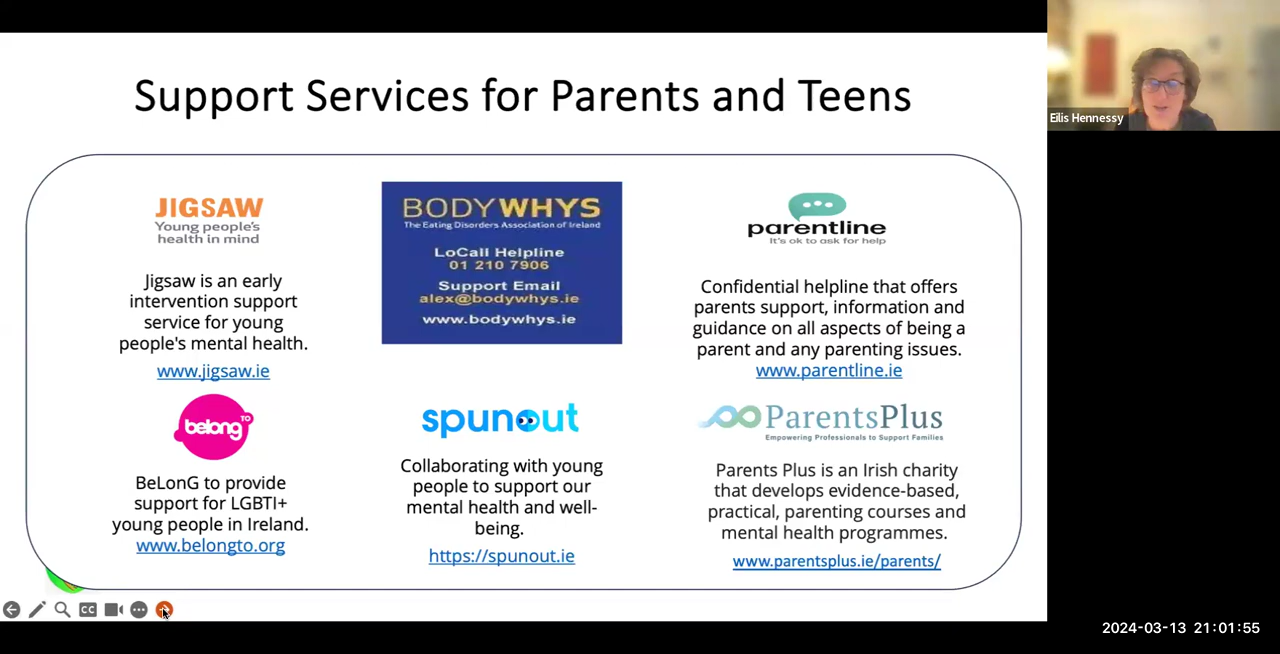 Support Services for Parents and Teens
Eilis Hennessy
JIGSAW
Young people's
health in mind
Jigsaw is an early
intervention support
service for young
people's mental health.
www.jigsaw.ie
BODYWHYS
The Eating Disorders Association of Ireland
LoCall Helpline
01 210 7906
Support Email
alex@bodywhys.ie
www.bodywhys.ie
parentline
It's ok to ask for help
Confidential helpline that offers
parents support, information and
guidance on all aspects of being a
parent and any parenting issues.
www.parentline.ie
belong TO
BeLonG to provide
support for LGBTI+
young people in Ireland.
www.belongto.org
spunout
Collaborating with young
people to support our
mental health and well-
being.
https://spunout.ie
ParentsPlus
Empowering Professionals to Support Families
Parents Plus is an Irish charity
that develops evidence-based,
practical, parenting courses and
mental health programmes.
www.parentsplus.ie/parents/
CC
2024-03-13 21:01:55